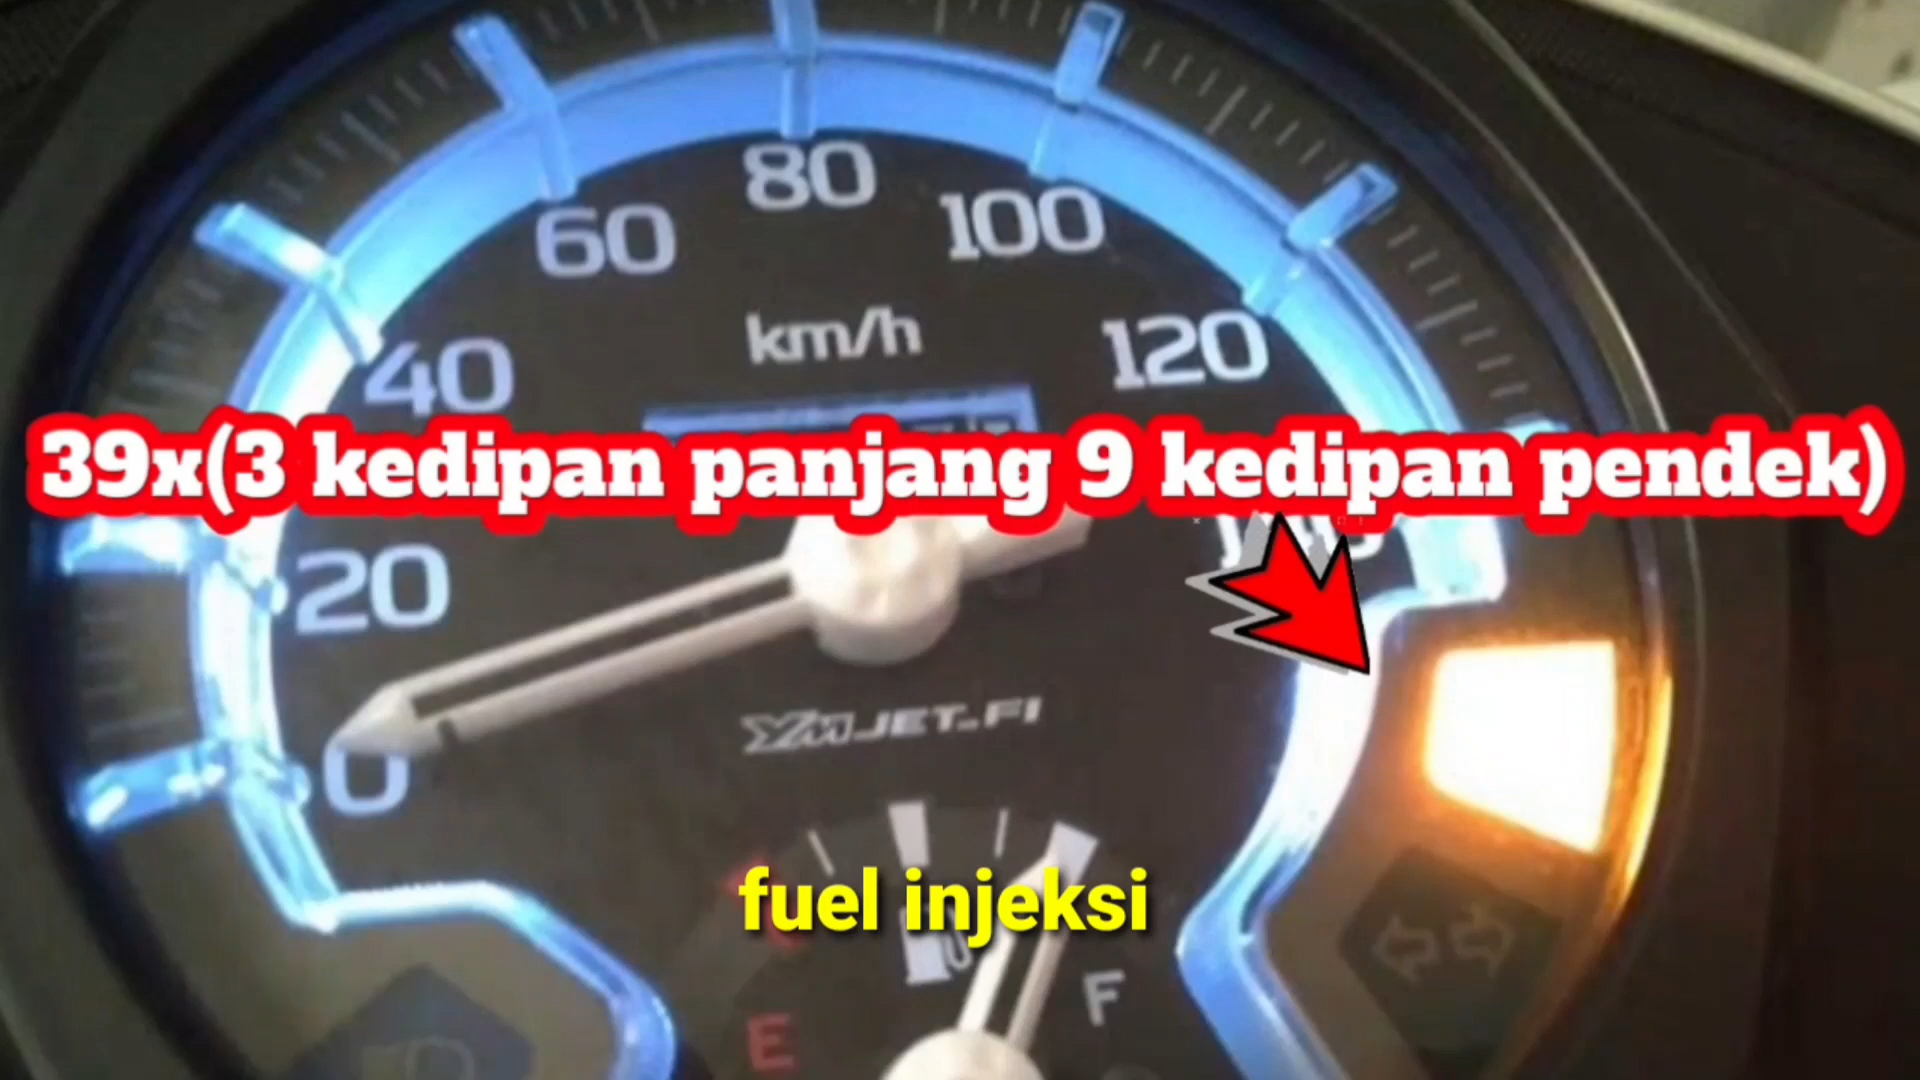 80
60
100
km/h
40
120
39x(3 kedipan panjang 9 kedipan pendek)
20
YMJET-FI
0
fuel injeksi
F
E